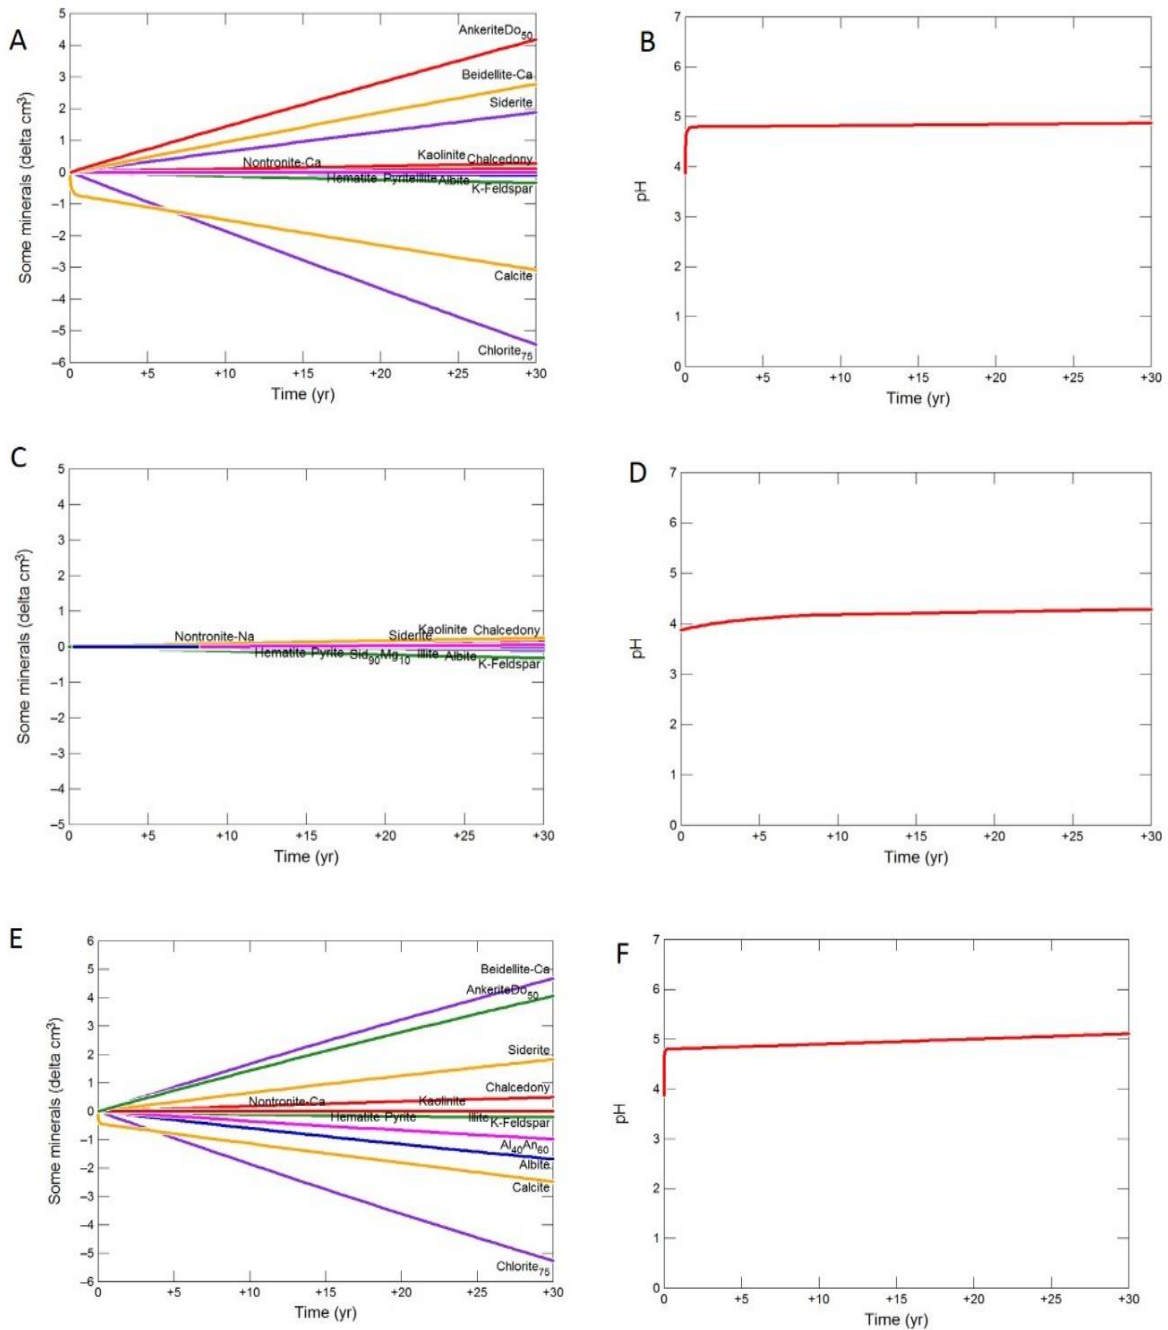 A
5
4
3
2
1
0
–1
–2
–3
–4
–5
–6
Some minerals (delta cm³)
AnkeriteDo₅₀
Beidellite-Ca
Siderite
Kaolinite Chalcedony
Nontronite-Ca
Hematite Pyrite Illite Albite
K-Feldspar
Calcite
Chlorite₇₅
0 +5 +10 +15 +20 +25 +30
Time (yr)
B
7
6
5
4
3
2
1
0
pH
0 +5 +10 +15 +20 +25 +30
Time (yr)
C
5
4
3
2
1
0
–1
–2
–3
–4
–5
Some minerals (delta cm³)
Kaolinite Chalcedony
Nontronite-Na Siderite
Hematite Pyrite Sid₉₀Mg₁₀ Illite Albite
K-Feldspar
0 +5 +10 +15 +20 +25 +30
Time (yr)
D
7
6
5
4
3
2
1
0
pH
0 +5 +10 +15 +20 +25 +30
Time (yr)
E
6
5
4
3
2
1
0
–1
–2
–3
–4
–5
–6
Some minerals (delta cm³)
Beidellite-Ca
AnkeriteDo₅₀
Siderite
Chalcedony
Nontronite-Ca Kaolinite
Hematite Pyrite Illite
K-Feldspar
Al₄₀An₆₀
Albite
Calcite
Chlorite₇₅
0 +5 +10 +15 +20 +25 +30
Time (yr)
F
7
6
5
4
3
2
1
0
pH
0 +5 +10 +15 +20 +25 +30
Time (yr)